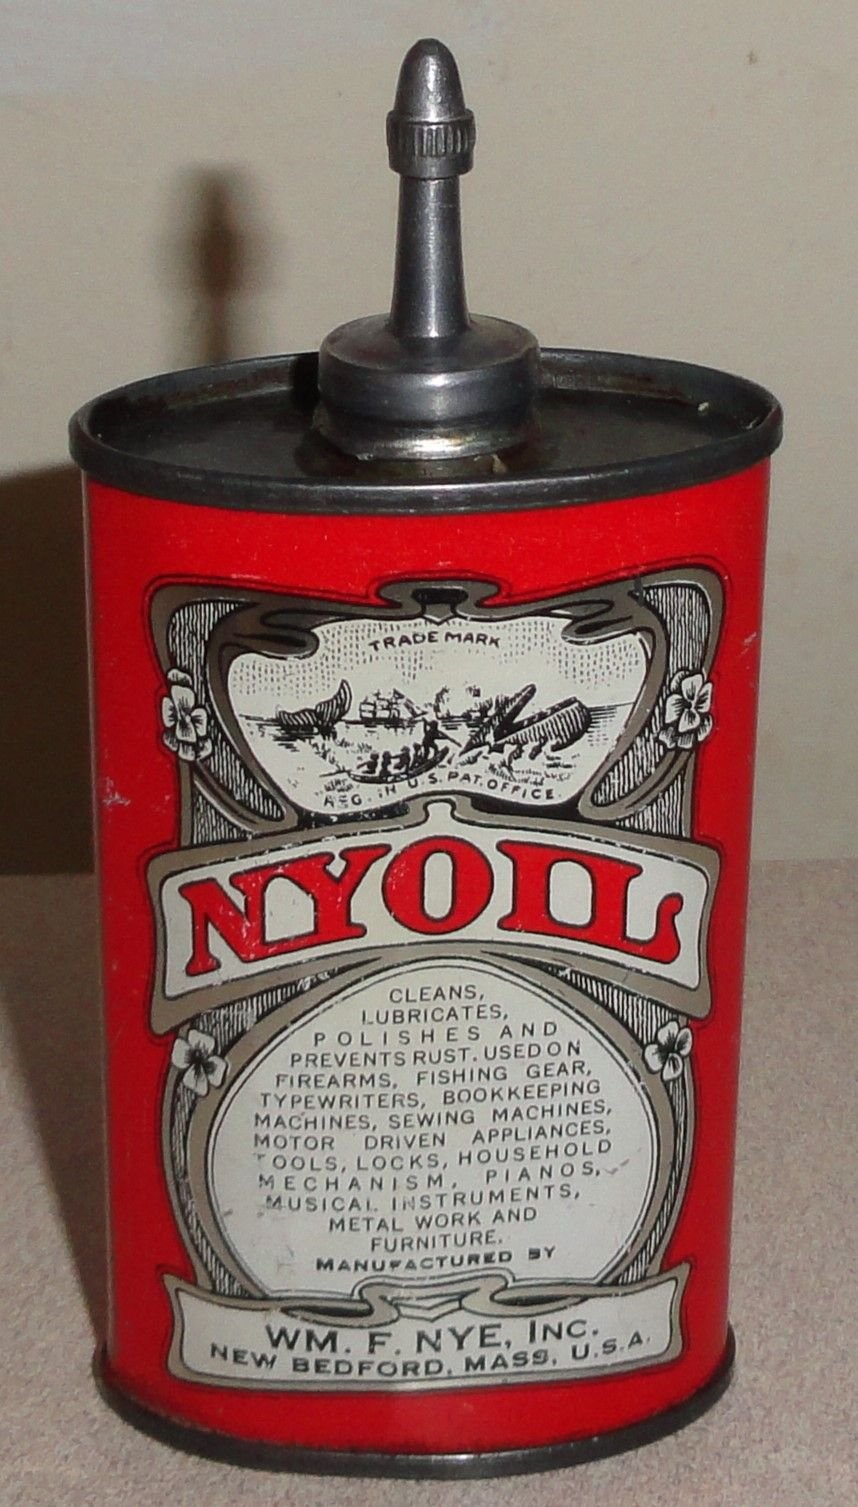 TRADE MARK
REG. IN U.S. PAT. OFFICE.
NYOIL
CLEANS,
LUBRICATES,
POLISHES AND
PREVENTS RUST. USED ON
FIREARMS, FISHING GEAR,
TYPEWRITERS, BOOKKEEPING
MACHINES, SEWING MACHINES,
MOTOR DRIVEN APPLIANCES,
TOOLS, LOCKS, HOUSEHOLD
MECHANISM, PIANOS,
MUSICAL INSTRUMENTS,
METAL WORK AND
FURNITURE.
MANUFACTURED BY
WM. F. NYE, INC.
NEW BEDFORD, MASS, U.S.A.